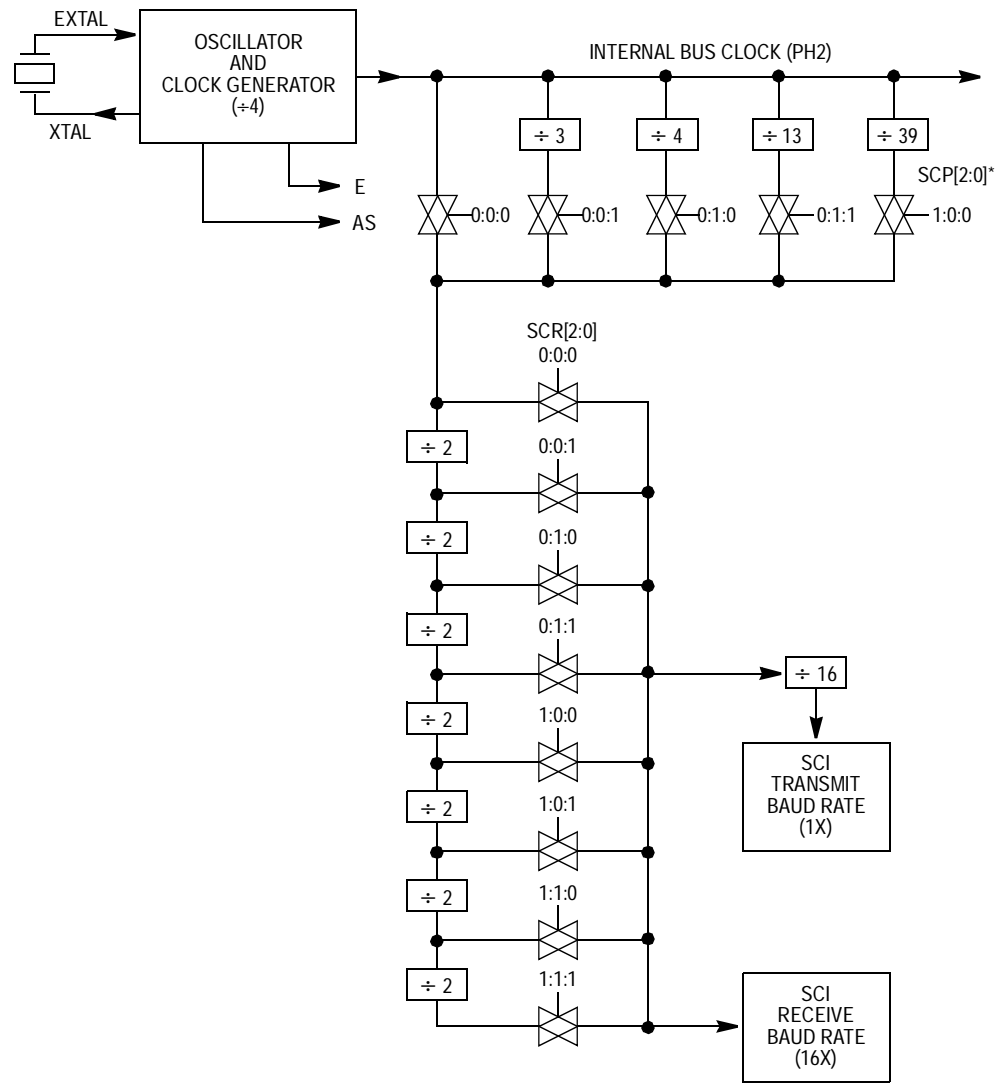 EXTAL
OSCILLATOR
AND
CLOCK GENERATOR
(÷4)
XTAL
INTERNAL BUS CLOCK (PH2)
÷ 3
÷ 4
÷ 13
÷ 39
SCP[2:0]*
E
AS
0:0:0
0:0:1
0:1:0
0:1:1
1:0:0
SCR[2:0]
0:0:0
÷ 2
0:0:1
÷ 2
0:1:0
÷ 2
0:1:1
÷ 16
÷ 2
1:0:0
SCI
TRANSMIT
BAUD RATE
(1X)
÷ 2
1:0:1
÷ 2
1:1:0
÷ 2
1:1:1
SCI
RECEIVE
BAUD RATE
(16X)